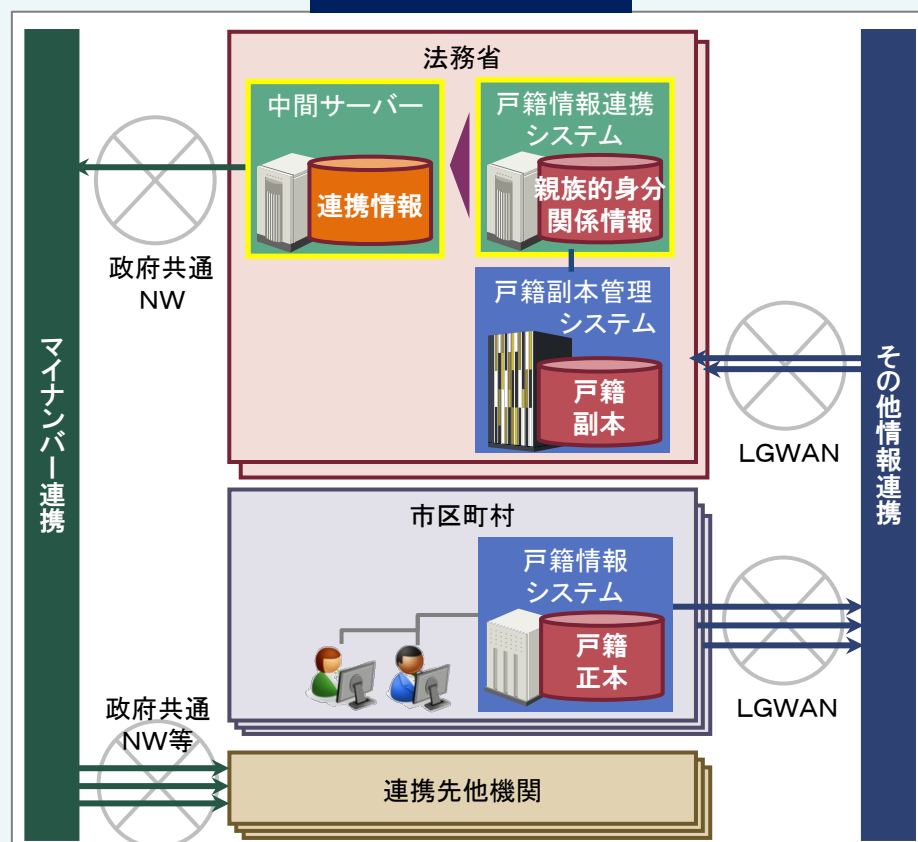 法務省
中間サーバー
連携情報
戸籍情報連携
システム
親族的身分
関係情報
政府共通
NW
戸籍副本管理
システム
戸籍
副本
LGWAN
マイナンバー連携
その他情報連携
市区町村
戸籍情報
システム
戸籍
正本
LGWAN
政府共通
NW等
連携先他機関